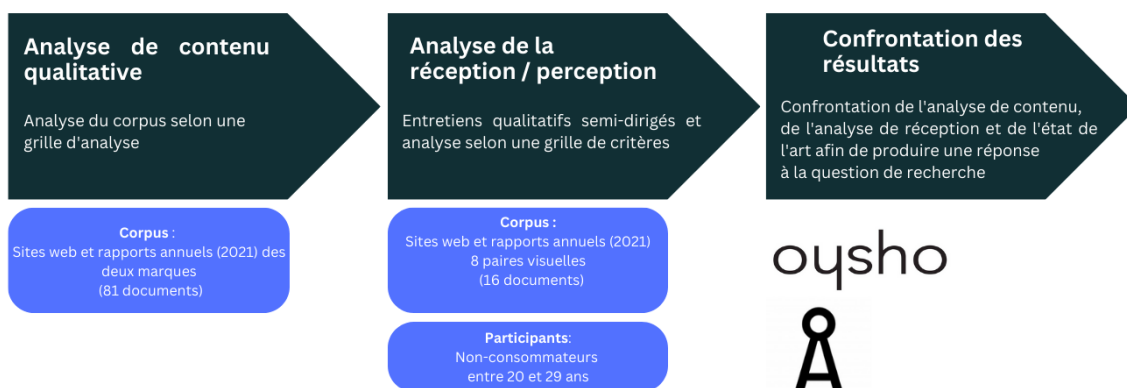 Analyse de contenu
qualitative
Analyse du corpus selon une
grille d'analyse
Corpus :
Sites web et rapports annuels (2021) des
deux marques
(81 documents)
Analyse de la
réception / perception
Entretiens qualitatifs semi-dirigés et
analyse selon une grille de critères
Corpus :
Sites web et rapports annuels (2021)
8 paires visuelles
(16 documents)
Participants:
Non-consommateurs
entre 20 et 29 ans
Confrontation des
résultats
Confrontation de l'analyse de contenu,
de l'analyse de réception et de l'état de
l'art afin de produire une réponse
à la question de recherche
oysho